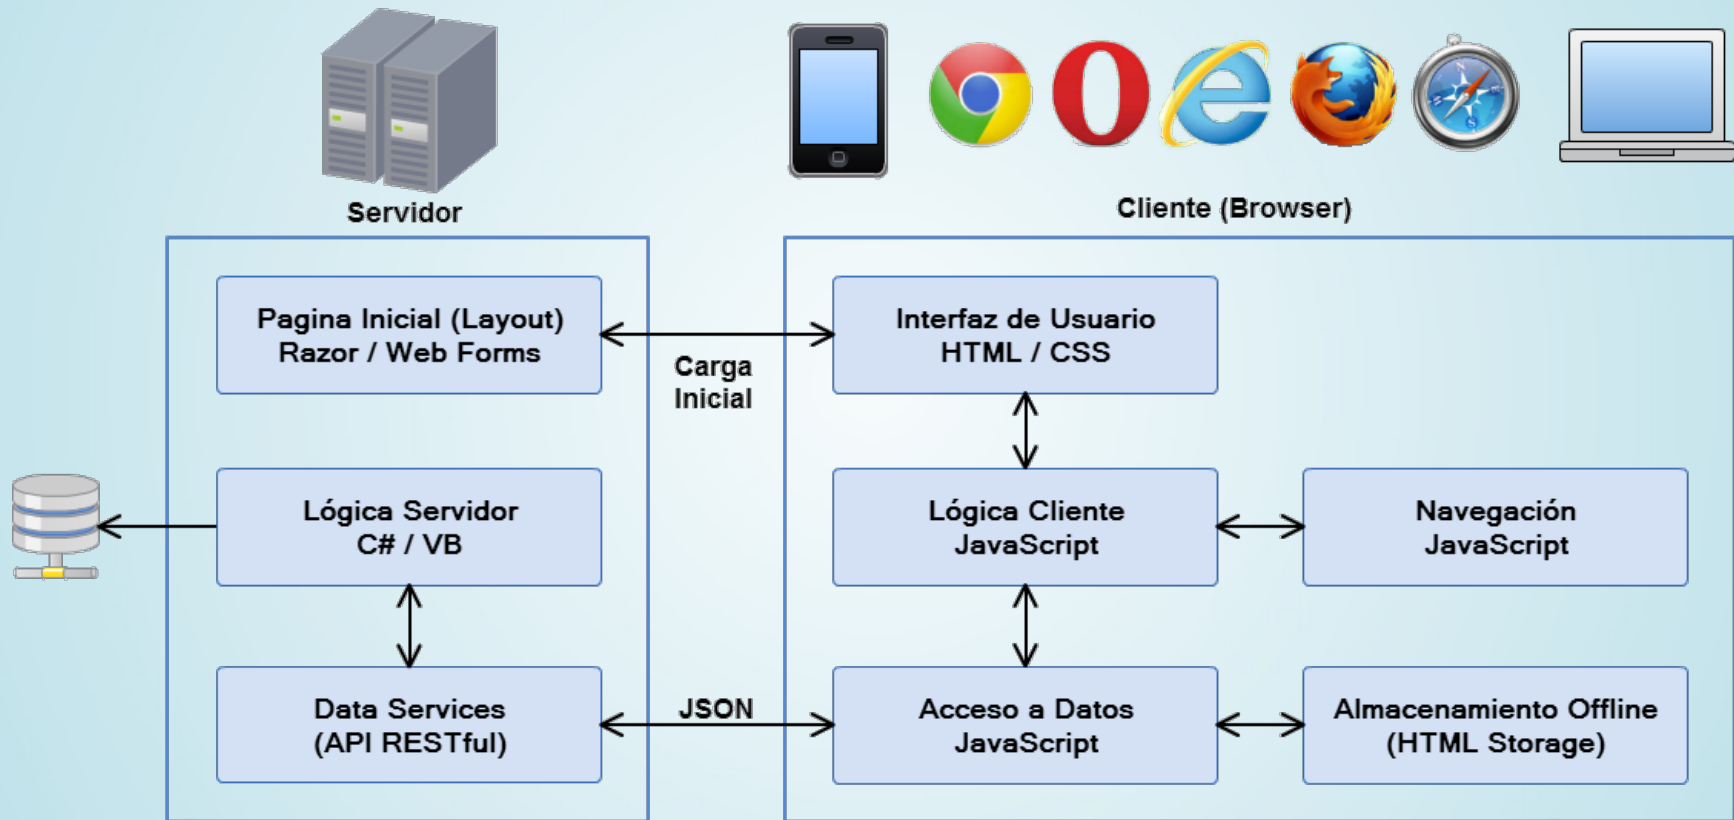 Servidor
Cliente (Browser)
Pagina Inicial (Layout)
Razor / Web Forms
Carga
Inicial
Interfaz de Usuario
HTML / CSS
Lógica Servidor
C# / VB
Lógica Cliente
JavaScript
Navegación
JavaScript
Data Services
(API RESTful)
JSON
Acceso a Datos
JavaScript
Almacenamiento Offline
(HTML Storage)